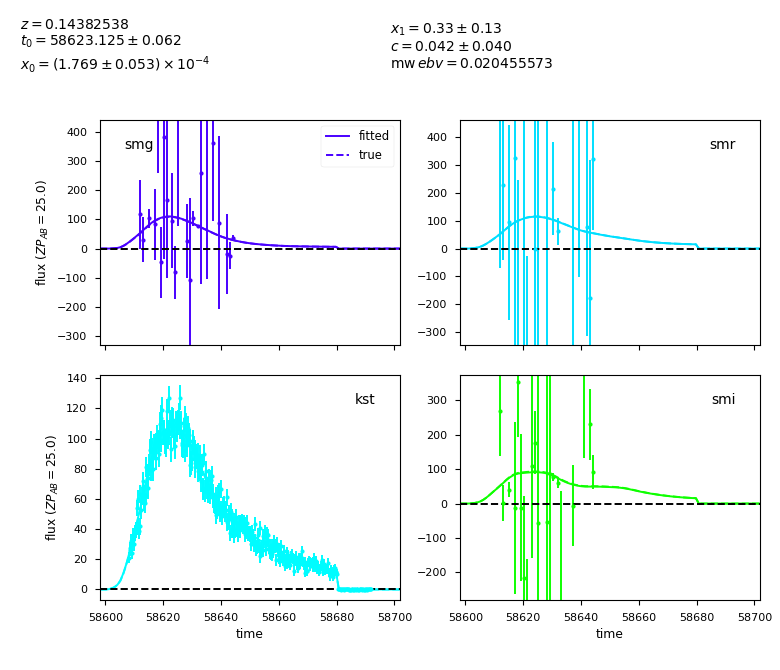 z = 0.14382538
t₀ = 58623.125 ± 0.062
x₀ = (1.769 ± 0.053) × 10⁻⁴
x₁ = 0.33 ± 0.13
c = 0.042 ± 0.040
mw ebv = 0.020455573
400
300
200
100
0
−100
−200
−300
flux (ZP_AB = 25.0)
smg
fitted
true
400
300
200
100
0
−100
−200
−300
smr
140
120
100
80
60
40
20
0
flux (ZP_AB = 25.0)
kst
58600
58620
58640
58660
58680
58700
time
300
200
100
0
−100
−200
smi
58600
58620
58640
58660
58680
58700
time